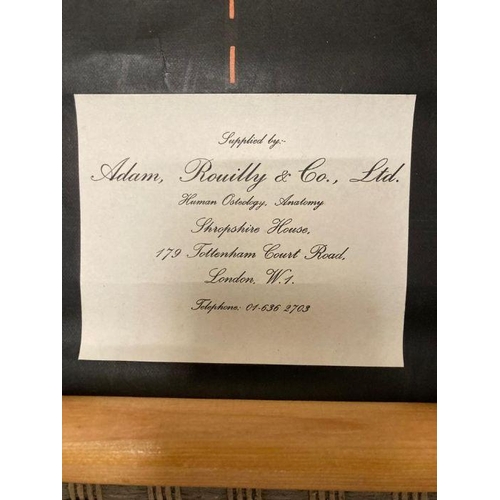 Supplied by:-
Adam, Rouilly & Co., Ltd.
Human Osteology, Anatomy
Shropshire House,
179 Tottenham Court Road,
London, W.1.
Telephone: 01-636 2703